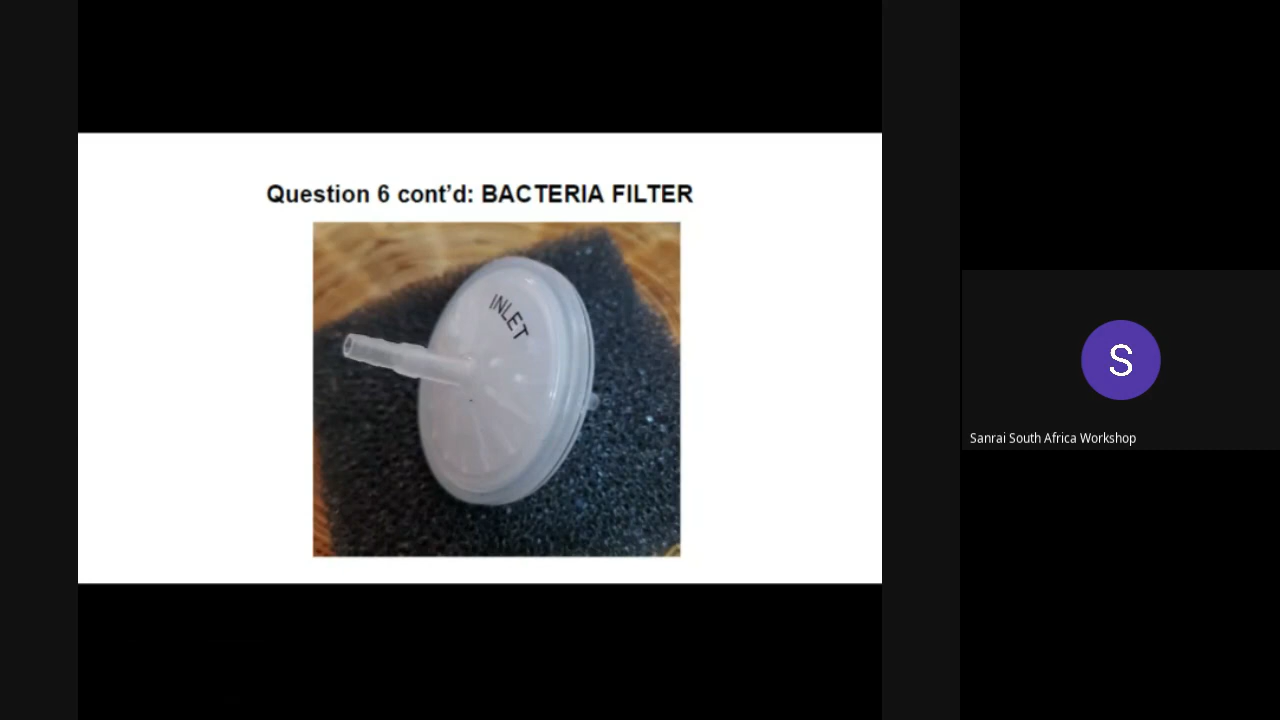 Question 6 cont'd: BACTERIA FILTER
INLET
S
Sanrai South Africa Workshop